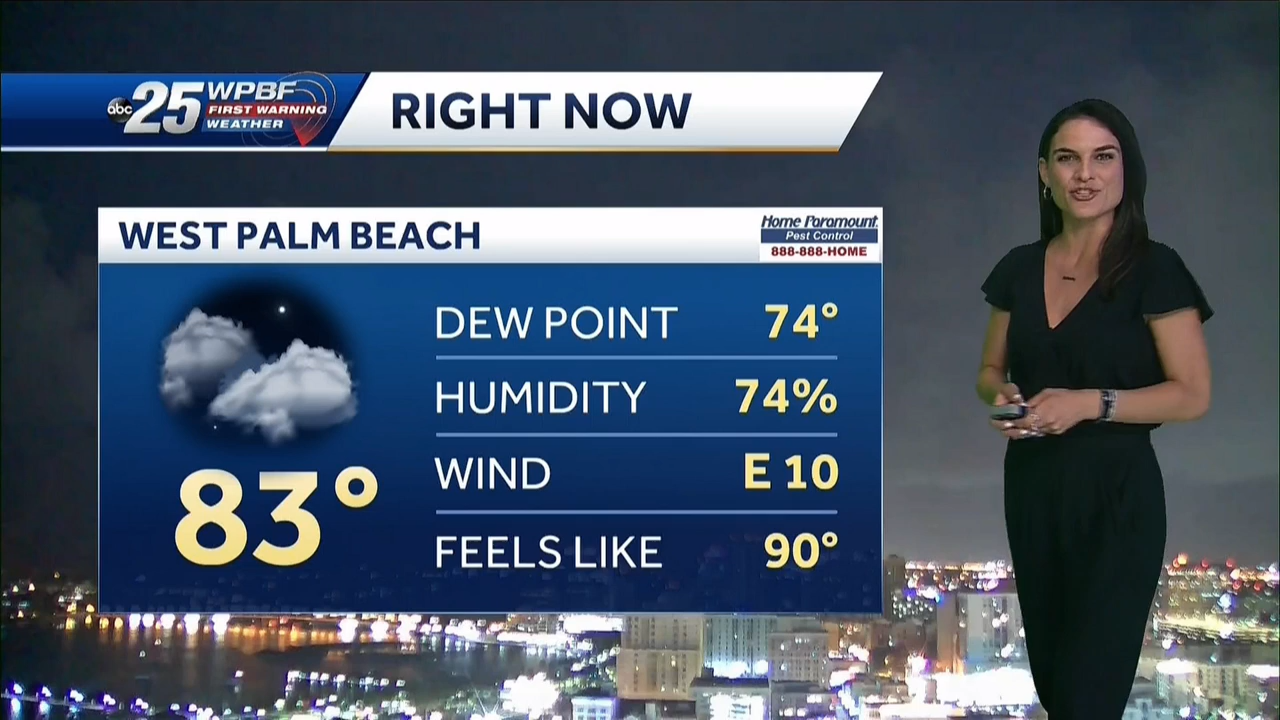 abc 25 WPBF
FIRST WARNING
WEATHER
RIGHT NOW
WEST PALM BEACH
Home Paramount
Pest Control
888-888-HOME
83°
DEW POINT 74°
HUMIDITY 74%
WIND E 10
FEELS LIKE 90°